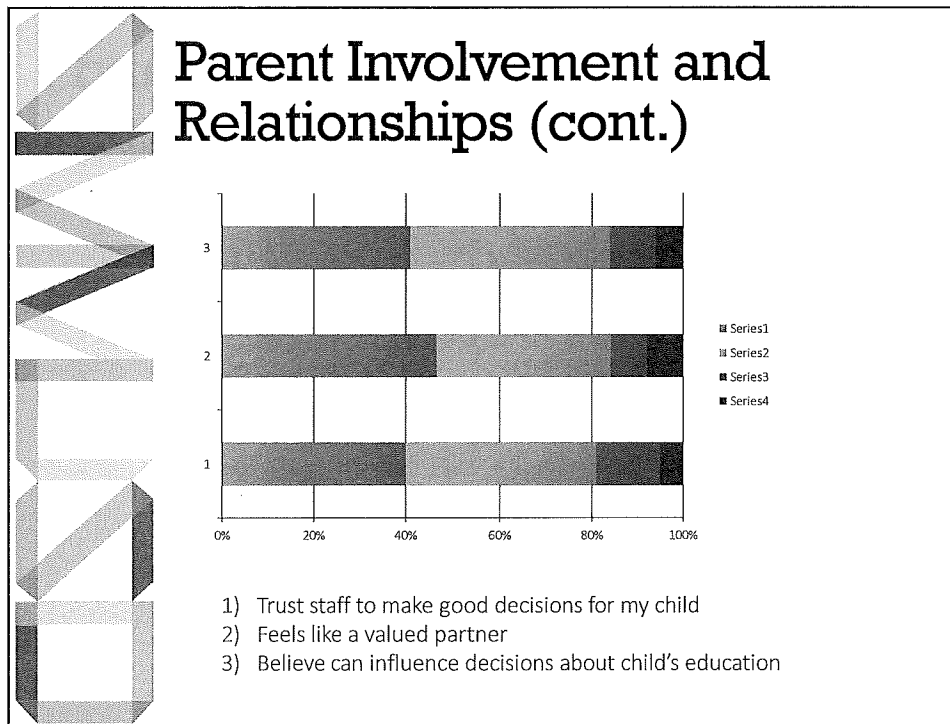 Parent Involvement and
Relationships (cont.)
3
2
1
0%
20%
40%
60%
80%
100%
Series1
Series2
Series3
Series4
1) Trust staff to make good decisions for my child
2) Feels like a valued partner
3) Believe can influence decisions about child's education